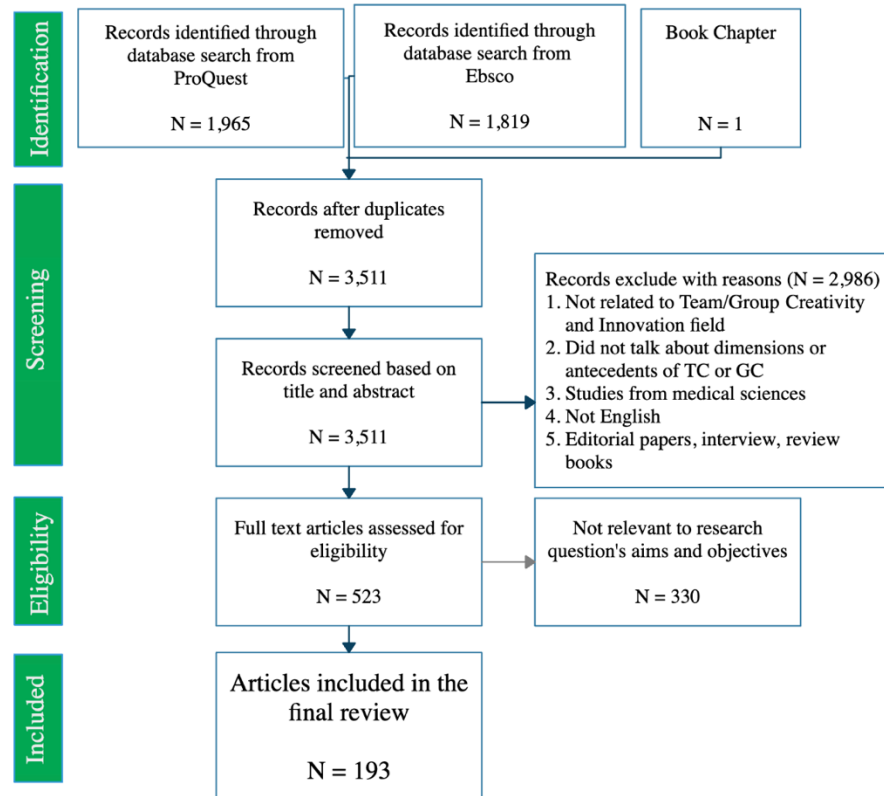 Identification
Records identified through
database search from
ProQuest
N = 1,965
Records identified through
database search from
Ebsco
N = 1,819
Book Chapter
N = 1
Screening
Records after duplicates
removed
N = 3,511
Records screened based on
title and abstract
N = 3,511
Records exclude with reasons (N = 2,986)
1. Not related to Team/Group Creativity
and Innovation field
2. Did not talk about dimensions or
antecedents of TC or GC
3. Studies from medical sciences
4. Not English
5. Editorial papers, interview, review
books
Eligibility
Full text articles assessed for
eligibility
N = 523
Not relevant to research
question's aims and objectives
N = 330
Included
Articles included in the
final review
N = 193